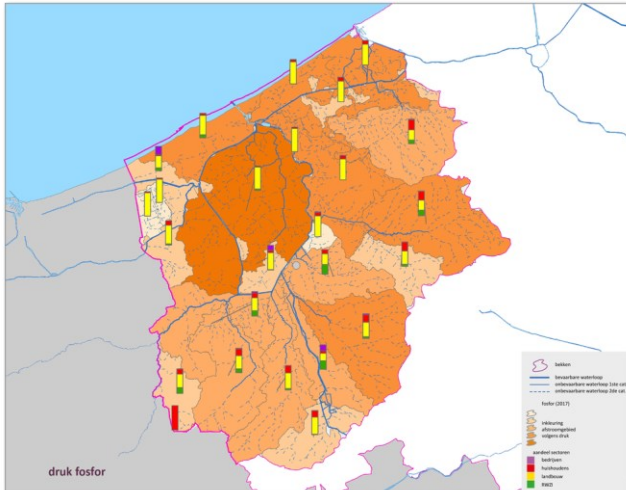 bekken
bevaarbare waterloop
onbevaarbare waterloop 1ste cat.
onbevaarbare waterloop 2de cat.
fosfor (2017)
inkleuring
afstroomgebied
volgens druk
aandeel sectoren
bedrijven
huishoudens
landbouw
RWZI
druk fosfor